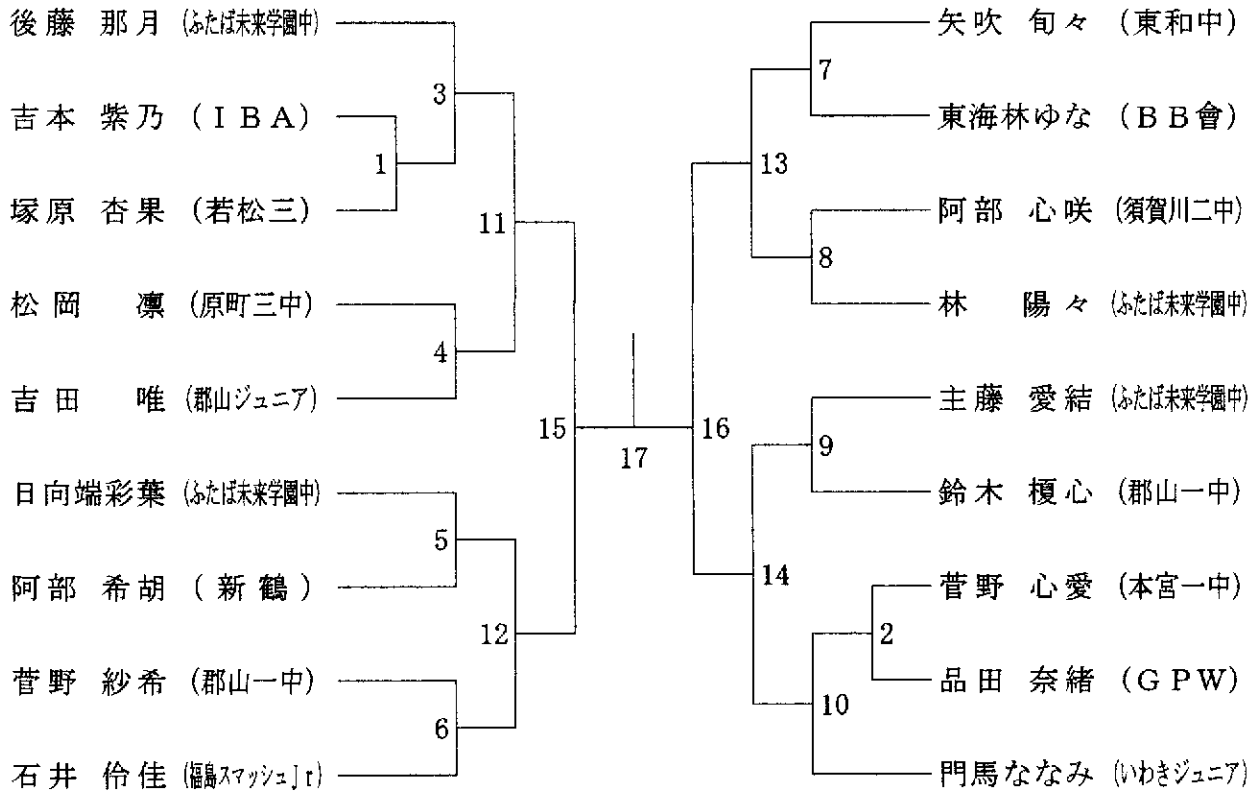 後藤 那月 (ふたば未来学園中)
吉本 紫乃 (IBA)
塚原 杏果 (若松三)
松岡 凛 (原町三中)
吉田 唯 (郡山ジュニア)
日向端彩葉 (ふたば未来学園中)
阿部 希胡 (新鶴)
菅野 紗希 (郡山一中)
石井 伶佳 (福島スマッシュJr)
3
1
11
4
15
5
12
6
17
矢吹 旬々 (東和中)
東海林ゆな (BB會)
阿部 心咲 (須賀川二中)
林 陽々 (ふたば未来学園中)
主藤 愛結 (ふたば未来学園中)
鈴木 榎心 (郡山一中)
菅野 心愛 (本宮一中)
品田 奈緒 (GPW)
門馬ななみ (いわきジュニア)
7
13
8
16
9
14
2
10